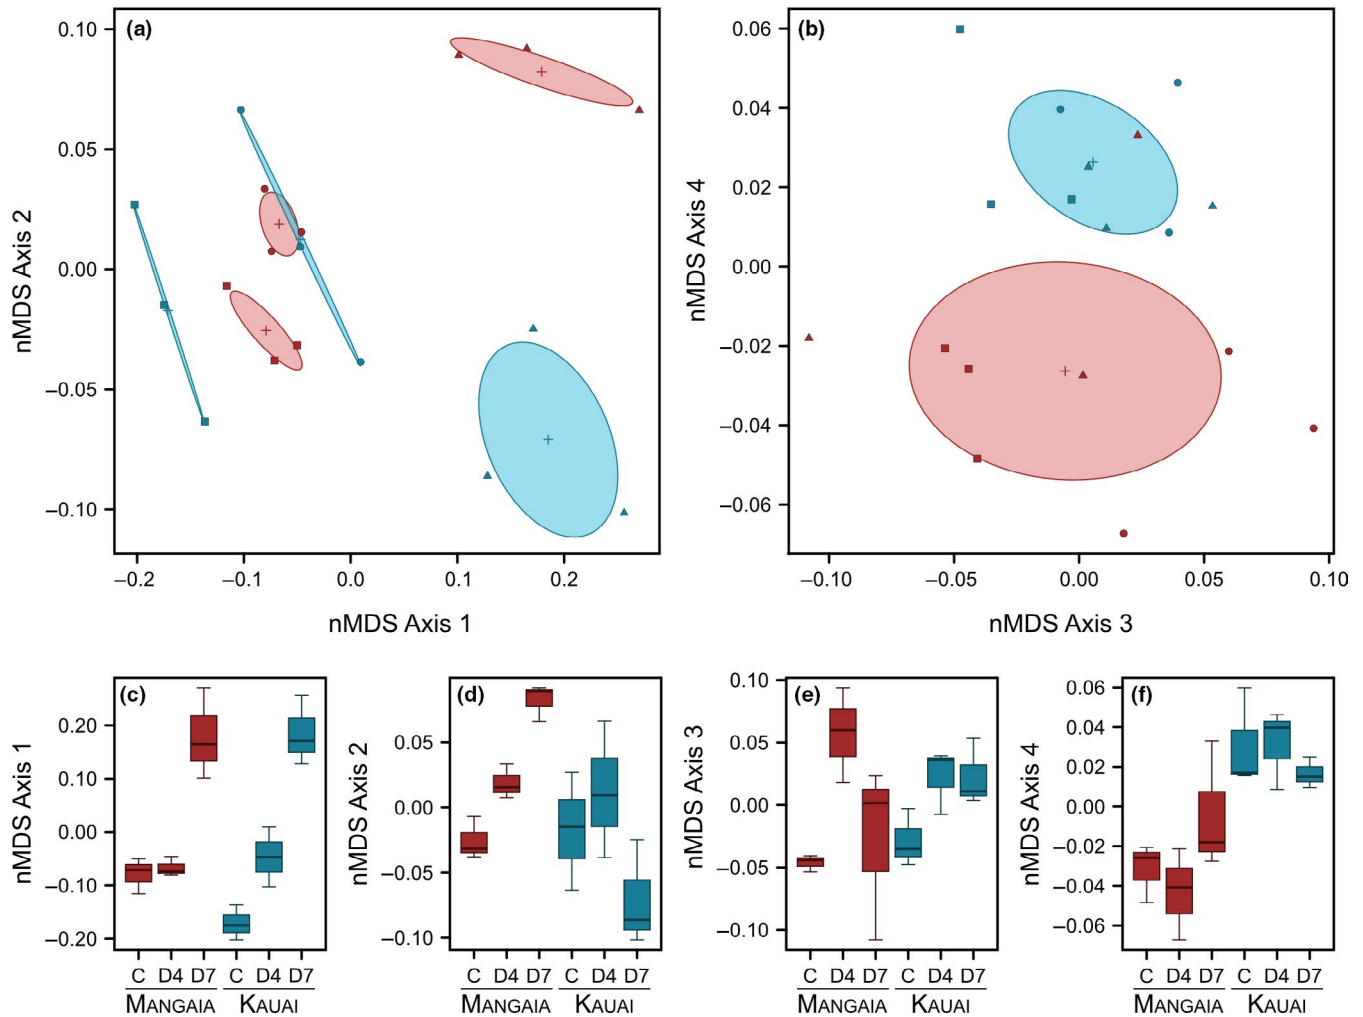 (a)
0.10
0.05
0.00
−0.05
−0.10
nMDS Axis 2
−0.2
−0.1
0.0
0.1
0.2
nMDS Axis 1
(b)
0.06
0.04
0.02
0.00
−0.02
−0.04
−0.06
nMDS Axis 4
−0.10
−0.05
0.00
0.05
0.10
nMDS Axis 3
(c)
0.20
0.10
0.00
−0.10
−0.20
nMDS Axis 1
C D4 D7 C D4 D7
MANGAIA KAUAI
(d)
0.05
0.00
−0.05
−0.10
nMDS Axis 2
C D4 D7 C D4 D7
MANGAIA KAUAI
(e)
0.10
0.05
0.00
−0.05
−0.10
nMDS Axis 3
C D4 D7 C D4 D7
MANGAIA KAUAI
(f)
0.06
0.04
0.02
0.00
−0.02
−0.04
−0.06
nMDS Axis 4
C D4 D7 C D4 D7
MANGAIA KAUAI